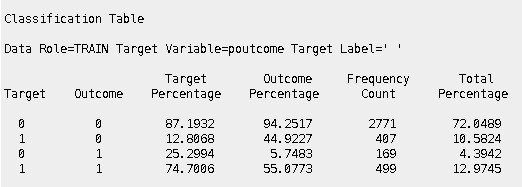 Classification Table
Data Role=TRAIN Target Variable=poutcome Target Label=' '
Target Outcome Frequency Total
Target Outcome Percentage Percentage Count Percentage
0 0 87.1932 94.2517 2771 72.0489
1 0 12.8068 44.9227 407 10.5824
0 1 25.2994 5.7483 169 4.3942
1 1 74.7006 55.0773 499 12.9745